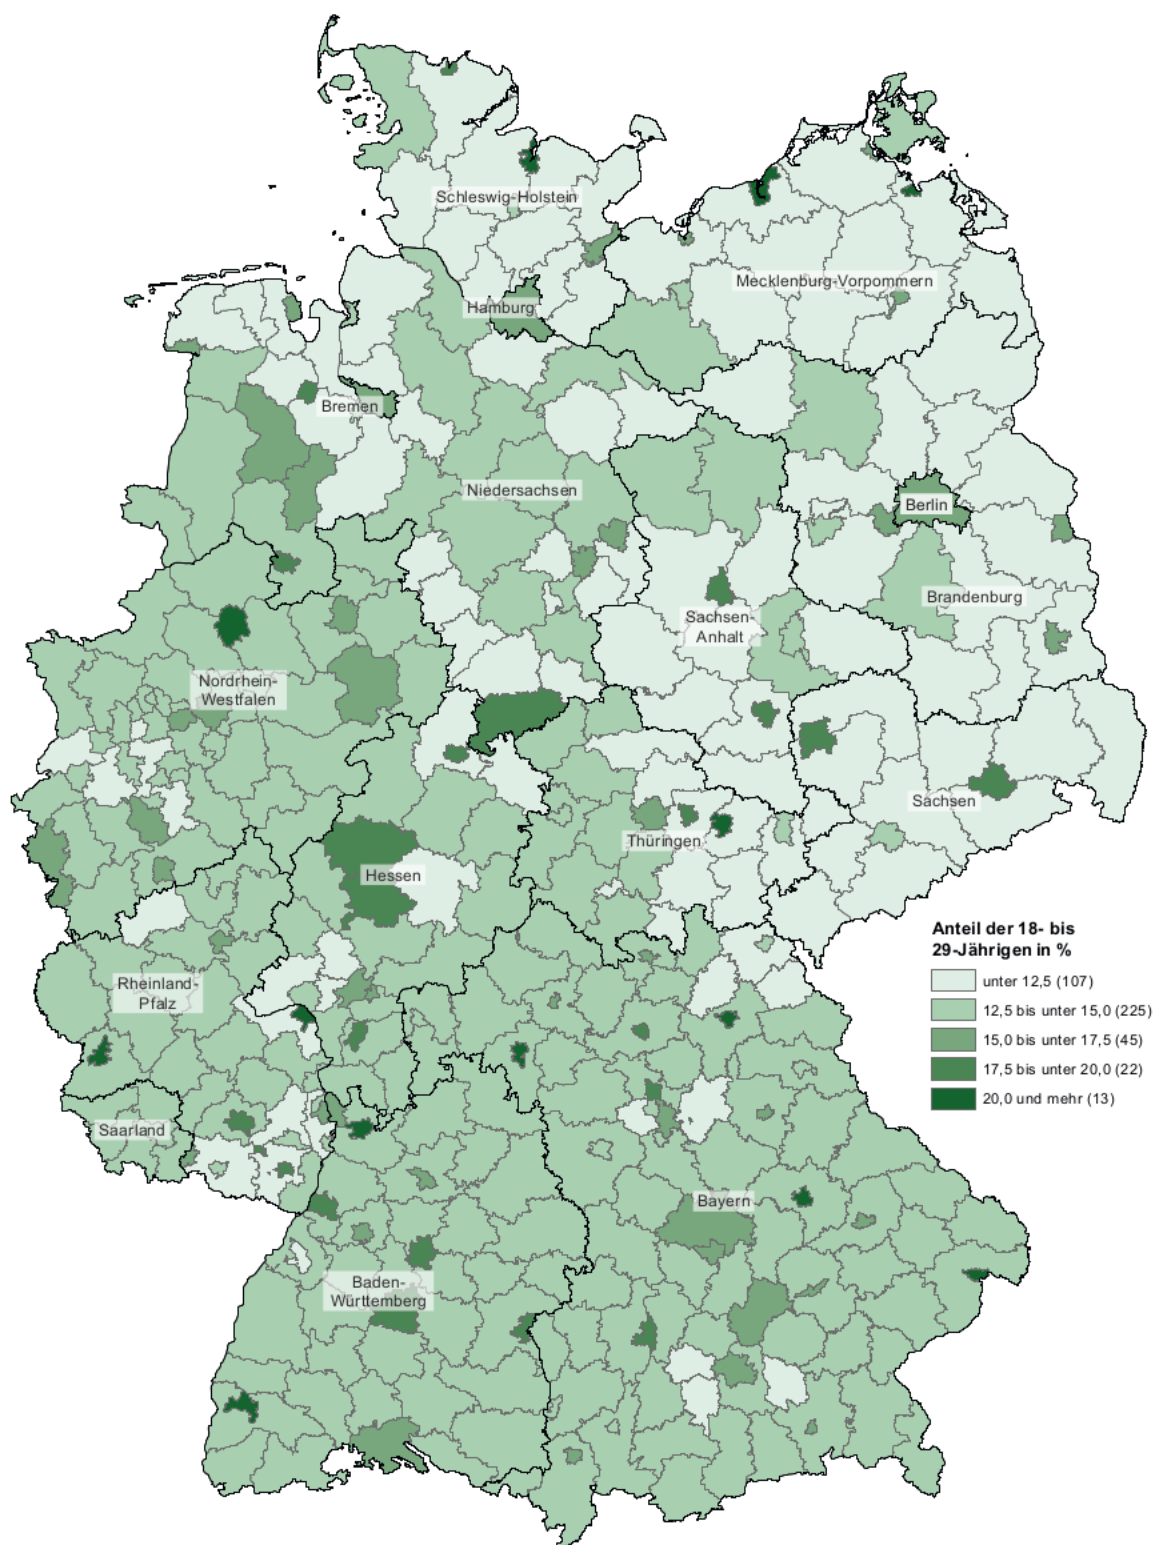 Schleswig-Holstein
Mecklenburg-Vorpommern
Hamburg
Bremen
Niedersachsen
Berlin
Brandenburg
Sachsen-
Anhalt
Nordrhein-
Westfalen
Sachsen
Thüringen
Hessen
Anteil der 18- bis
29-Jährigen in %
unter 12,5 (107)
12,5 bis unter 15,0 (225)
15,0 bis unter 17,5 (45)
17,5 bis unter 20,0 (22)
20,0 und mehr (13)
Rheinland-
Pfalz
Saarland
Bayern
Baden-
Württemberg